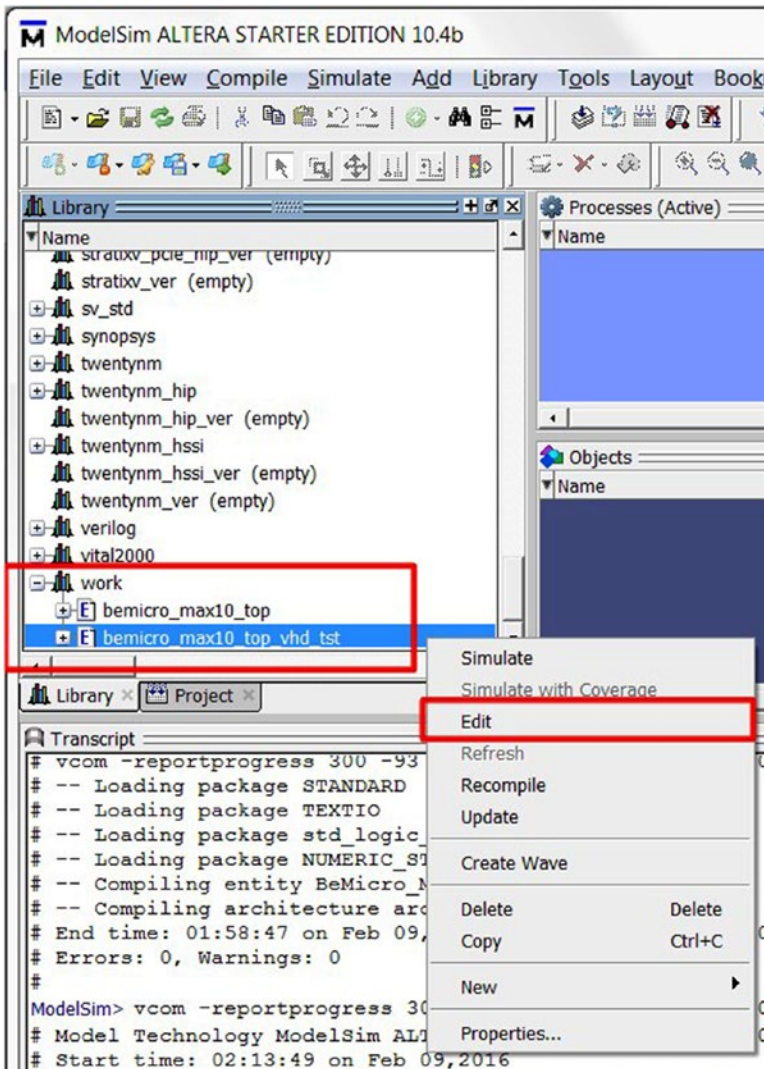 ModelSim ALTERA STARTER EDITION 10.4b
File Edit View Compile Simulate Add Library Tools Layout Book
Library
Name
stratixv_pcie_hip_ver (empty)
stratixv_ver (empty)
sv_std
synopsys
twentynm
twentynm_hip
twentynm_hip_ver (empty)
twentynm_hssi
twentynm_hssi_ver (empty)
twentynm_ver (empty)
verilog
vital2000
work
bemicro_max10_top
bemicro_max10_top_vhd_tst
Library Project
Processes (Active)
Name
Objects
Name
Simulate
Simulate with Coverage
Edit
Refresh
Recompile
Update
Create Wave
Delete Delete
Copy Ctrl+C
New
Properties...
Transcript
# vcom -reportprogress 300 -93
# -- Loading package STANDARD
# -- Loading package TEXTIO
# -- Loading package std_logic_
# -- Loading package NUMERIC_ST
# -- Compiling entity BeMicro_M
# -- Compiling architecture arc
# End time: 01:58:47 on Feb 09,
# Errors: 0, Warnings: 0
#
ModelSim> vcom -reportprogress 30
# Model Technology ModelSim ALT
# Start time: 02:13:49 on Feb 09,2016